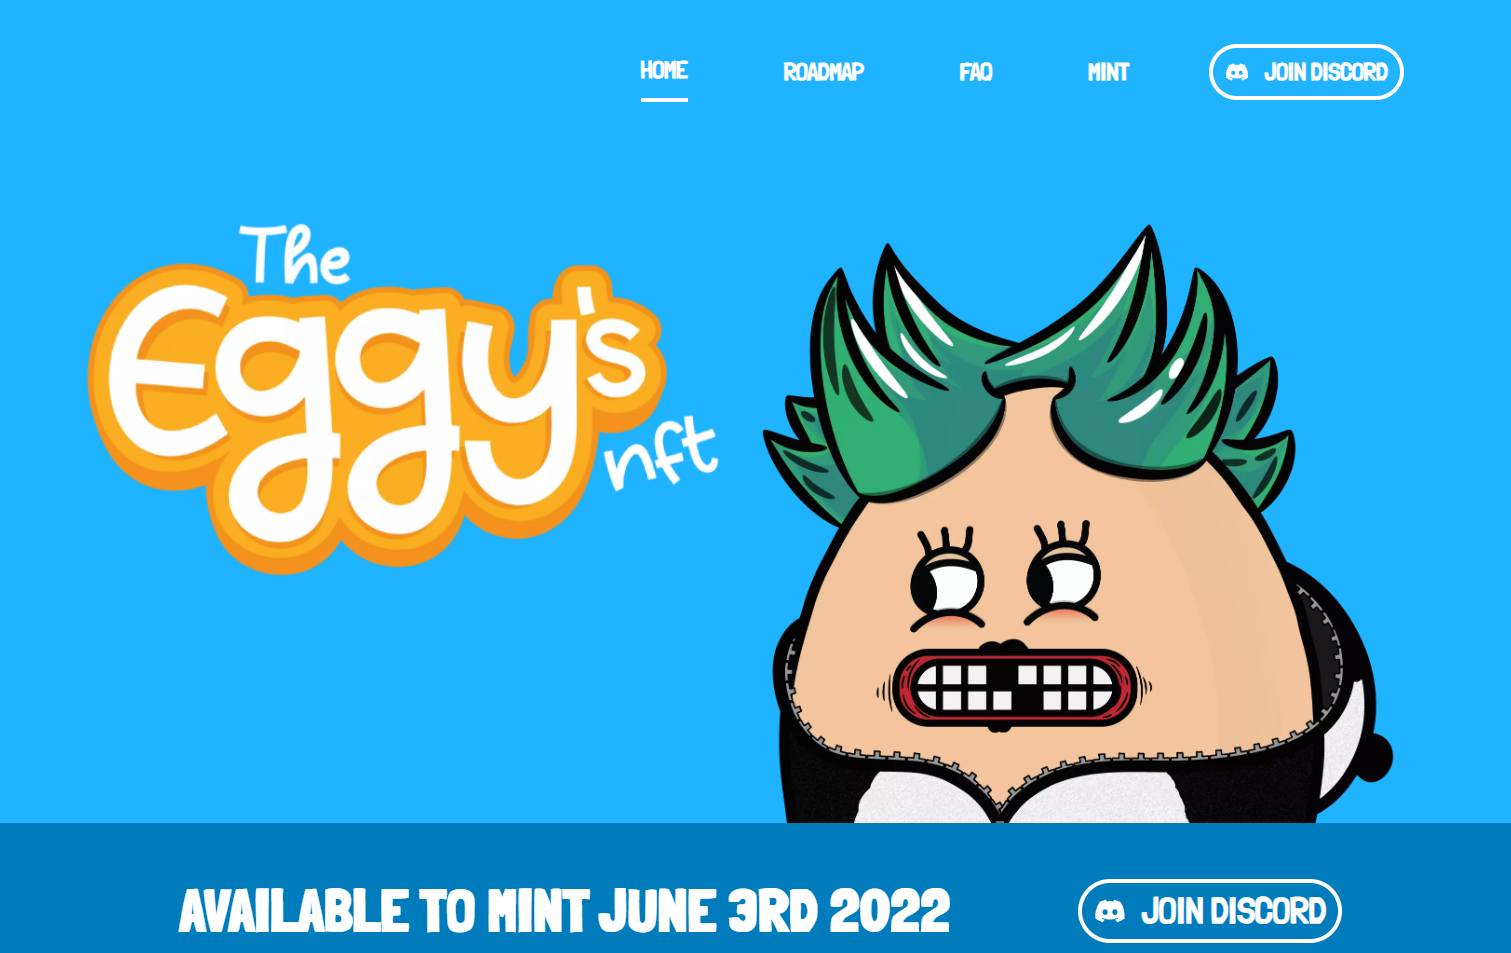 HOME ROADMAP FAQ MINT JOIN DISCORD
The
Eggy's
nft
AVAILABLE TO MINT JUNE 3RD 2022 JOIN DISCORD